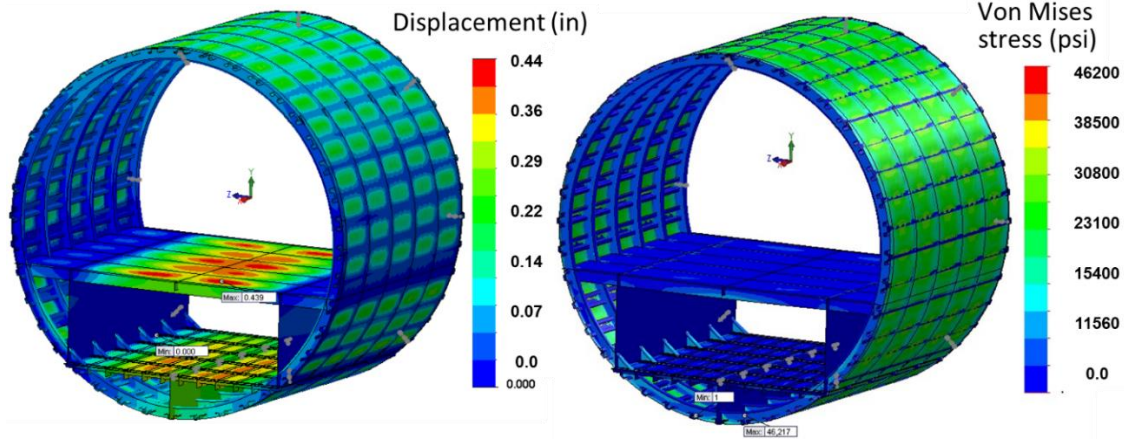 Displacement (in)
0.44
0.36
0.29
0.22
0.14
0.07
0.0
0.000
Y
Z
Max: 0.439
Min: 0.000
Von Mises
stress (psi)
46200
38500
30800
23100
15400
11560
0.0
Y
Z
Min: 1
Max: 46,217